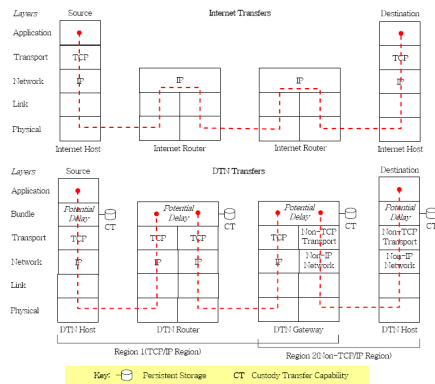 Layers Source Internet Transfers Destination
Application
Transport TCP TCP
Network IP IP IP IP
Link
Physical
Internet Host Internet Router Internet Router Internet Host
Layers Source DTN Transfers Destination
Application
Bundle Potential Delay Potential Delay Potential Delay Potential Delay
CT CT CT CT
Transport TCP TCP TCP TCP Non-TCP Transport Non-TCP Transport
Network IP IP IP IP Non-IP Network Non-IP Network
Link
Physical
DTN Host DTN Router DTN Gateway DTN Host
Region 1(TCP/IP Region)
Region 2(Non-TCP/IP Region)
Key: Persistent Storage CT Custody Transfer Capability